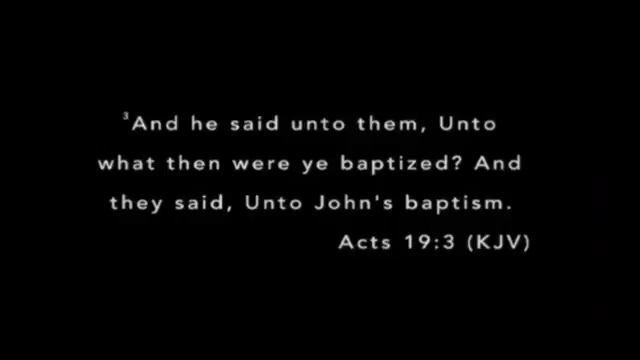 ³And he said unto them, Unto
what then were ye baptized? And
they said, Unto John's baptism.
Acts 19:3 (KJV)